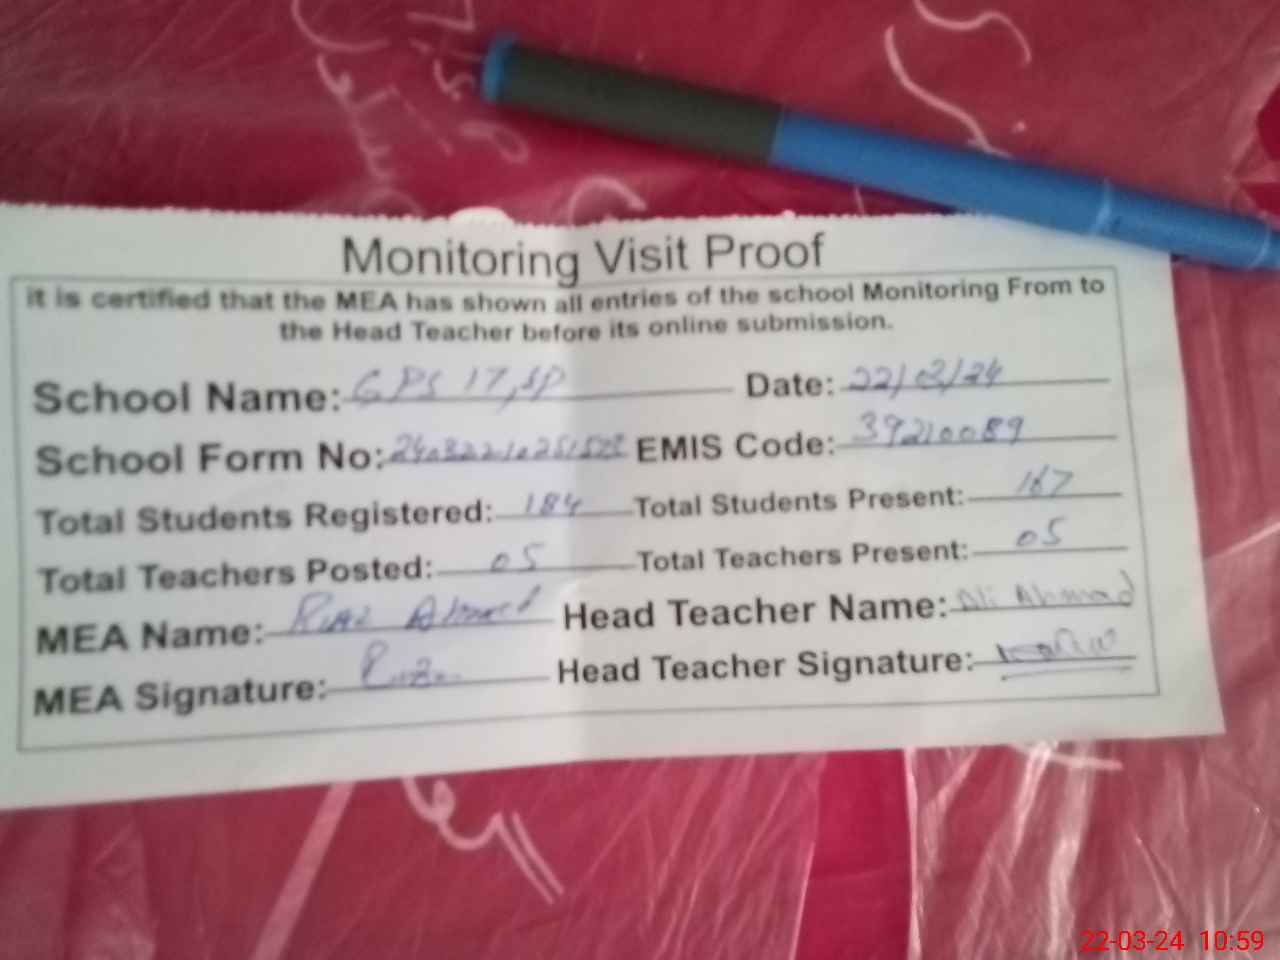 Monitoring Visit Proof
it is certified that the MEA has shown all entries of the school Monitoring From to
the Head Teacher before its online submission.
School Name: GPS 17,SP Date: 22/03/24
School Form No: EMIS Code: 39210089
Total Students Registered: 184 Total Students Present: 167
Total Teachers Posted: 05 Total Teachers Present: 05
MEA Name: Riaz Ahmed Head Teacher Name: Ali Ahmad
MEA Signature: Riaz Head Teacher Signature:
22-03-24 10:59